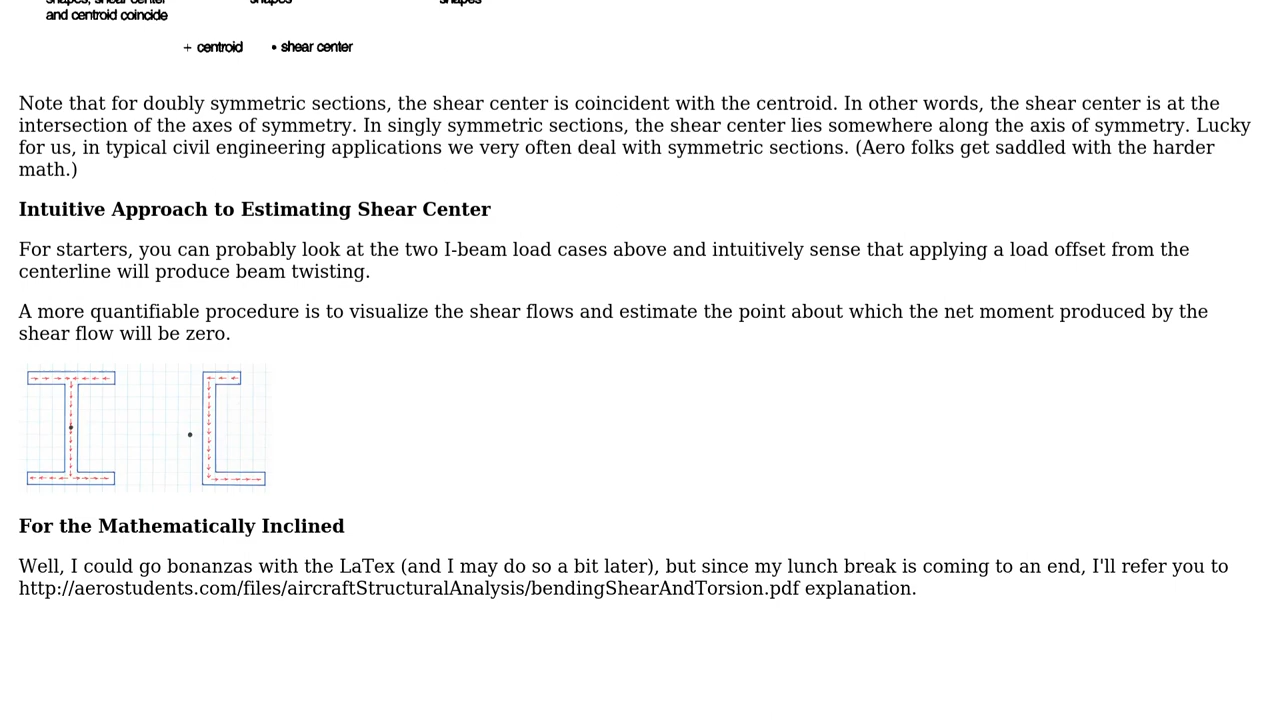 and centroid coincide
+ centroid • shear center
Note that for doubly symmetric sections, the shear center is coincident with the centroid. In other words, the shear center is at the
intersection of the axes of symmetry. In singly symmetric sections, the shear center lies somewhere along the axis of symmetry. Lucky
for us, in typical civil engineering applications we very often deal with symmetric sections. (Aero folks get saddled with the harder
math.)
Intuitive Approach to Estimating Shear Center
For starters, you can probably look at the two I-beam load cases above and intuitively sense that applying a load offset from the
centerline will produce beam twisting.
A more quantifiable procedure is to visualize the shear flows and estimate the point about which the net moment produced by the
shear flow will be zero.
For the Mathematically Inclined
Well, I could go bonanzas with the LaTex (and I may do so a bit later), but since my lunch break is coming to an end, I'll refer you to
http://aerostudents.com/files/aircraftStructuralAnalysis/bendingShearAndTorsion.pdf explanation.